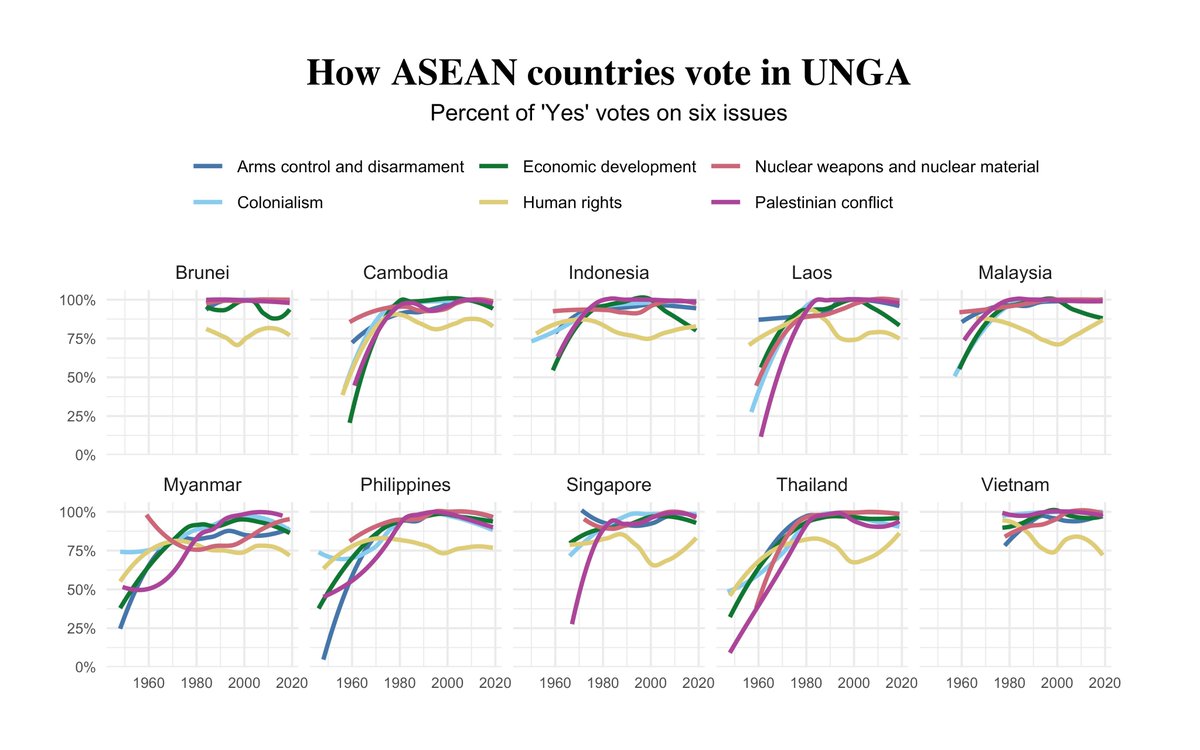 How ASEAN countries vote in UNGA
Percent of 'Yes' votes on six issues
Arms control and disarmament Economic development Nuclear weapons and nuclear material
Colonialism Human rights Palestinian conflict
Brunei Cambodia Indonesia Laos Malaysia
100%
75%
50%
25%
0%
Myanmar Philippines Singapore Thailand Vietnam
100%
75%
50%
25%
0%
1960 1980 2000 2020 1960 1980 2000 2020 1960 1980 2000 2020 1960 1980 2000 2020 1960 1980 2000 2020